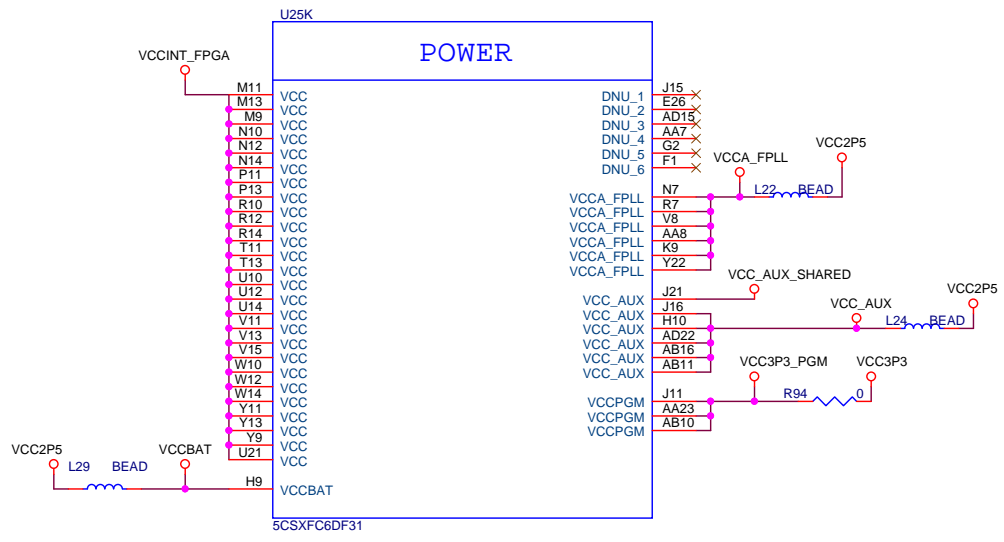 U25K
POWER
VCCINT_FPGA
M11 VCC
M13 VCC
M9 VCC
N10 VCC
N12 VCC
N14 VCC
P11 VCC
P13 VCC
R10 VCC
R12 VCC
R14 VCC
T11 VCC
T13 VCC
U10 VCC
U12 VCC
U14 VCC
V11 VCC
V13 VCC
V15 VCC
W10 VCC
W12 VCC
W14 VCC
Y11 VCC
Y13 VCC
Y9 VCC
U21 VCC
VCC2P5
L29 BEAD
VCCBAT
H9 VCCBAT
DNU_1 J15
DNU_2 E26
DNU_3 AD15
DNU_4 AA7
DNU_5 G2
DNU_6 F1
VCCA_FPLL N7
VCCA_FPLL R7
VCCA_FPLL V8
VCCA_FPLL AA8
VCCA_FPLL K9
VCCA_FPLL Y22
VCCA_FPLL
L22 BEAD
VCC2P5
VCC_AUX J21
VCC_AUX J16
VCC_AUX H10
VCC_AUX AD22
VCC_AUX AB16
VCC_AUX AB11
VCC_AUX_SHARED
VCC_AUX
L24 BEAD
VCC2P5
VCCPGM J11
VCCPGM AA23
VCCPGM AB10
VCC3P3_PGM
R94 0
VCC3P3
5CSXFC6DF31